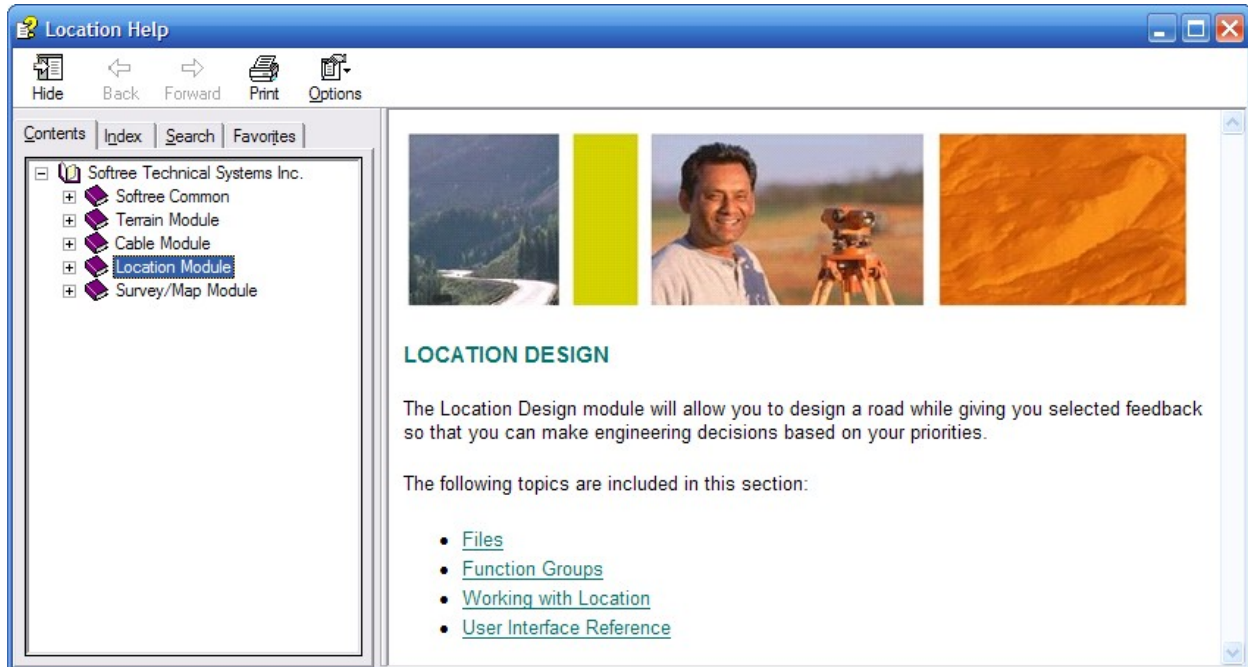 Location Help
Hide Back Forward Print Options
Contents Index Search Favorites
Softree Technical Systems Inc.
Softree Common
Terrain Module
Cable Module
Location Module
Survey/Map Module
LOCATION DESIGN
The Location Design module will allow you to design a road while giving you selected feedback
so that you can make engineering decisions based on your priorities.
The following topics are included in this section:
• Files
• Function Groups
• Working with Location
• User Interface Reference